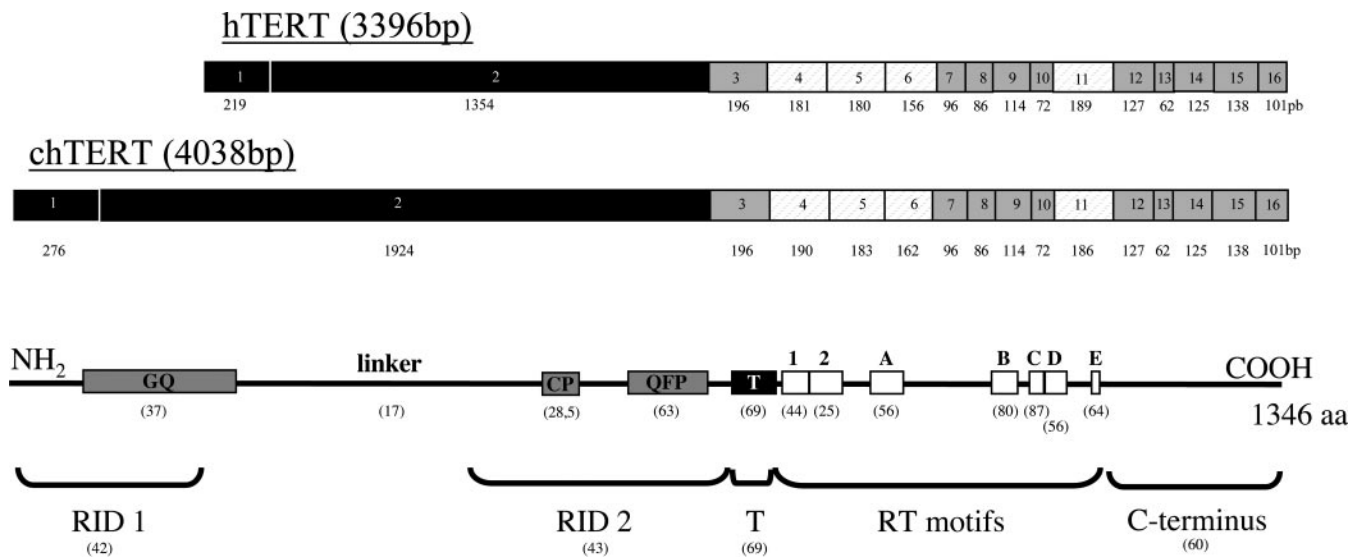 hTERT (3396bp)
1 2 3 4 5 6 7 8 9 10 11 12 13 14 15 16
219 1354 196 181 180 156 96 86 114 72 189 127 62 125 138 101pb
chTERT (4038bp)
1 2 3 4 5 6 7 8 9 10 11 12 13 14 15 16
276 1924 196 190 183 162 96 86 114 72 186 127 62 125 138 101bp
NH2 linker 1 2 A B C D E COOH
GQ CP QFP T
(37) (17) (28,5) (63) (69) (44) (25) (56) (80) (87) (64) 1346 aa
(56)
RID 1 RID 2 T RT motifs C-terminus
(42) (43) (69) (60)